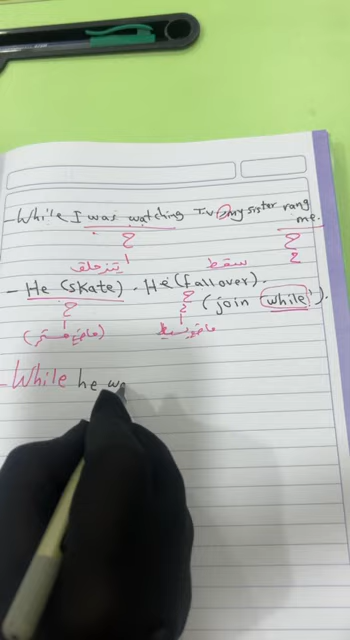 - While I was watching T.V, my sister rang me.
ح ح
ح
يتزحلق سقط
- He (skate). He (fall over).
ح ح (join "while").
ح
(ماضي مستمر) ماضي بسيط
- While he wa